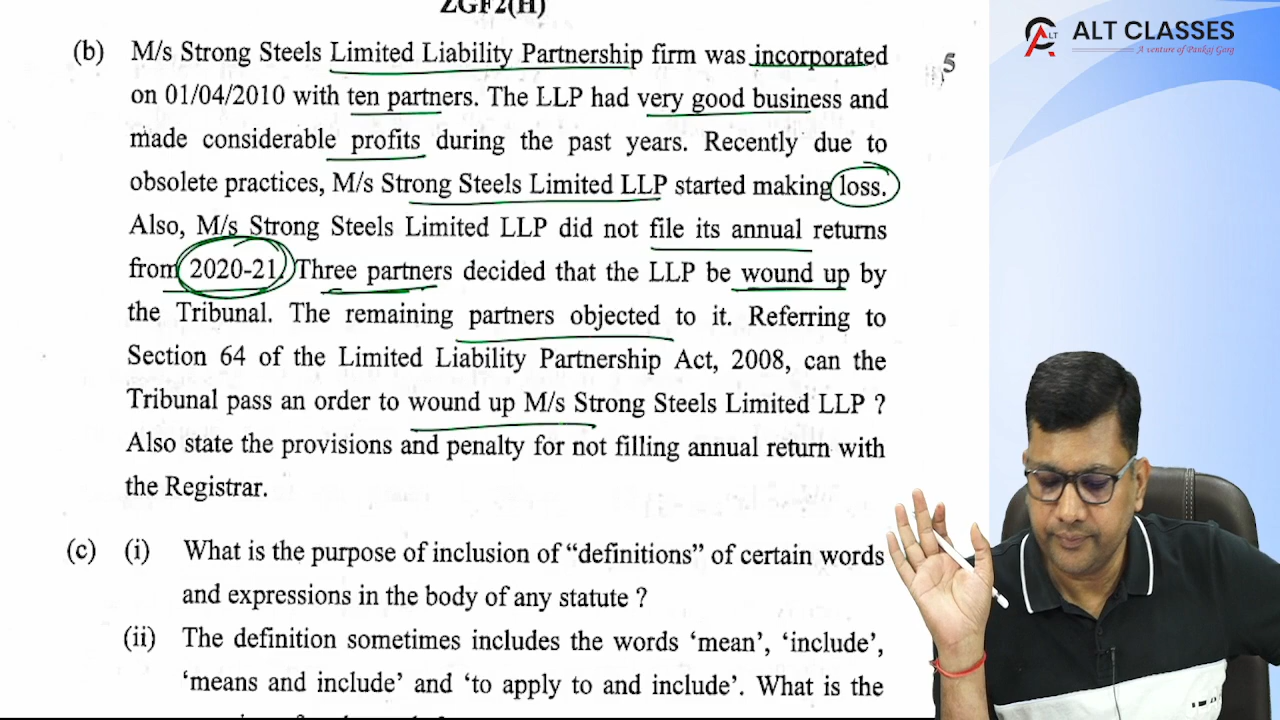 ZGF2(H)
ALT CLASSES
A venture of Pankaj Garg
(b) M/s Strong Steels Limited Liability Partnership firm was incorporated 5
on 01/04/2010 with ten partners. The LLP had very good business and
made considerable profits during the past years. Recently due to
obsolete practices, M/s Strong Steels Limited LLP started making loss.
Also, M/s Strong Steels Limited LLP did not file its annual returns
from 2020-21. Three partners decided that the LLP be wound up by
the Tribunal. The remaining partners objected to it. Referring to
Section 64 of the Limited Liability Partnership Act, 2008, can the
Tribunal pass an order to wound up M/s Strong Steels Limited LLP ?
Also state the provisions and penalty for not filling annual return with
the Registrar.
(c) (i) What is the purpose of inclusion of “definitions” of certain words
and expressions in the body of any statute ?
(ii) The definition sometimes includes the words ‘mean’, ‘include’,
‘means and include’ and ‘to apply to and include’. What is the